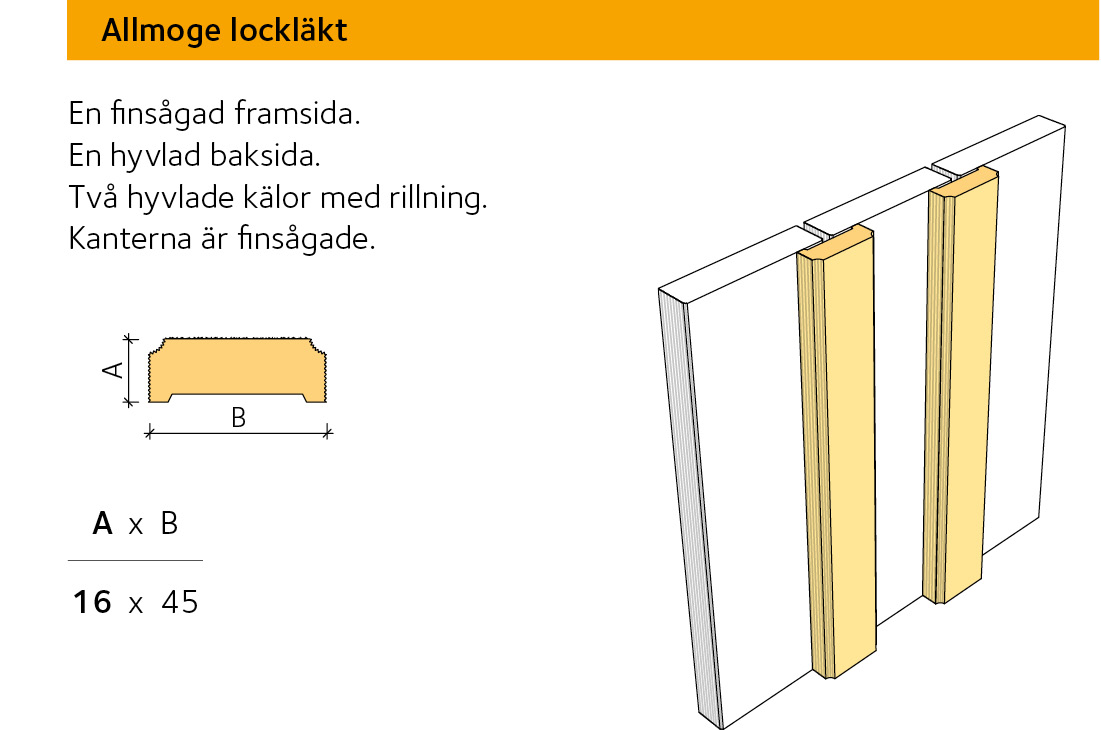 Allmoge lockläkt
En finsågad framsida.
En hyvlad baksida.
Två hyvlade kälor med rillning.
Kanterna är finsågade.
A
B
A x B
16 x 45